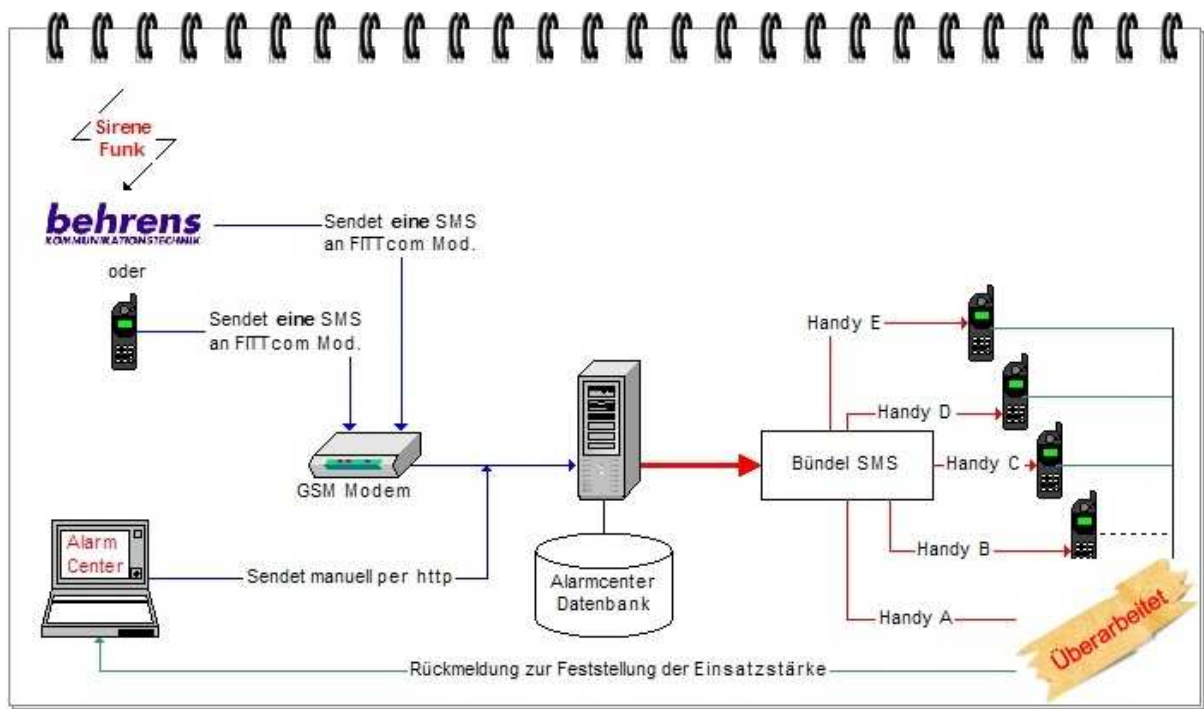 Sirene
Funk
behrens
KOMMUNIKATIONSTECHNIK
Sendet eine SMS
an FITTcom Mod.
oder
Sendet eine SMS
an FITTcom Mod.
GSM Modem
Alarm
Center
Sendet manuell per http
Alarmcenter
Datenbank
Bündel SMS
Handy E
Handy D
Handy C
Handy B
Handy A
Überarbeitet
Rückmeldung zur Feststellung der Einsatzstärke